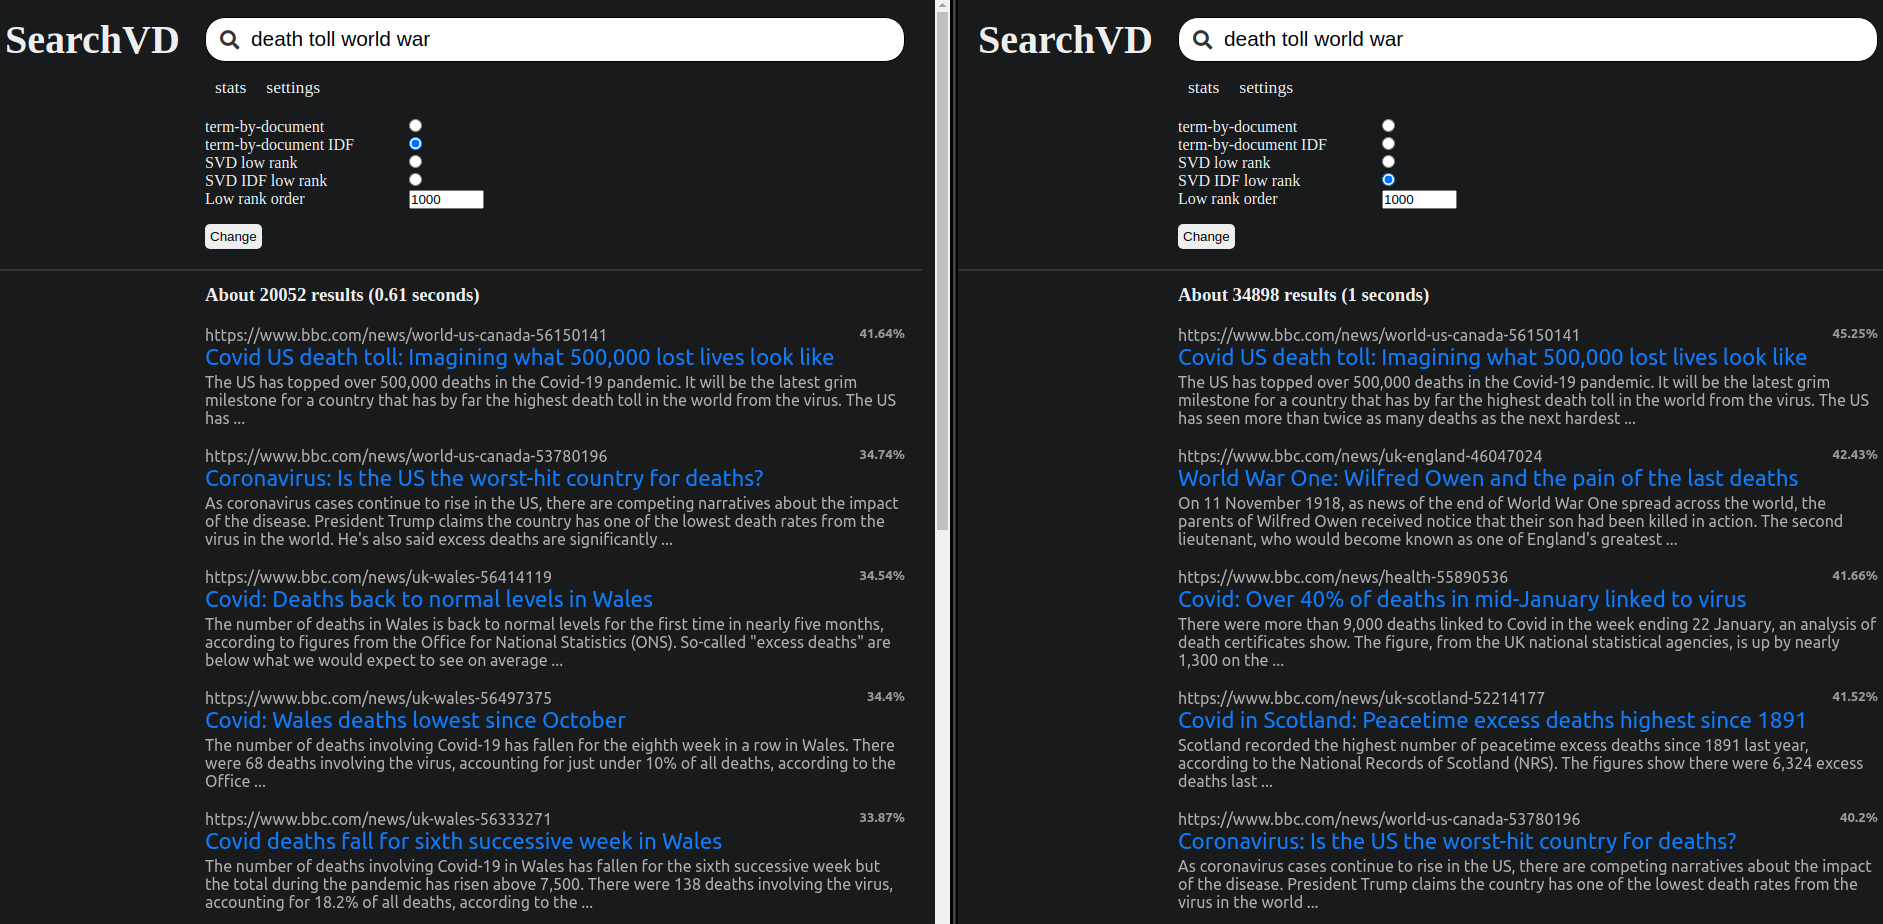 SearchVD
death toll world war
stats settings
term-by-document
term-by-document IDF
SVD low rank
SVD IDF low rank
Low rank order 1000
Change
About 20052 results (0.61 seconds)
https://www.bbc.com/news/world-us-canada-56150141 41.64%
Covid US death toll: Imagining what 500,000 lost lives look like
The US has topped over 500,000 deaths in the Covid-19 pandemic. It will be the latest grim
milestone for a country that has by far the highest death toll in the world from the virus. The US
has ...
https://www.bbc.com/news/world-us-canada-53780196 34.74%
Coronavirus: Is the US the worst-hit country for deaths?
As coronavirus cases continue to rise in the US, there are competing narratives about the impact
of the disease. President Trump claims the country has one of the lowest death rates from the
virus in the world. He's also said excess deaths are significantly ...
https://www.bbc.com/news/uk-wales-56414119 34.54%
Covid: Deaths back to normal levels in Wales
The number of deaths in Wales is back to normal levels for the first time in nearly five months,
according to figures from the Office for National Statistics (ONS). So-called "excess deaths" are
below what we would expect to see on average ...
https://www.bbc.com/news/uk-wales-56497375 34.4%
Covid: Wales deaths lowest since October
The number of deaths involving Covid-19 has fallen for the eighth week in a row in Wales. There
were 68 deaths involving the virus, accounting for just under 10% of all deaths, according to the
Office ...
https://www.bbc.com/news/uk-wales-56333271 33.87%
Covid deaths fall for sixth successive week in Wales
The number of deaths involving Covid-19 in Wales has fallen for the sixth successive week but
the total during the pandemic has risen above 7,500. There were 138 deaths involving the virus,
accounting for 18.2% of all deaths, according to the ...
SearchVD
death toll world war
stats settings
term-by-document
term-by-document IDF
SVD low rank
SVD IDF low rank
Low rank order 1000
Change
About 34898 results (1 seconds)
https://www.bbc.com/news/world-us-canada-56150141 45.25%
Covid US death toll: Imagining what 500,000 lost lives look like
The US has topped over 500,000 deaths in the Covid-19 pandemic. It will be the latest grim
milestone for a country that has by far the highest death toll in the world from the virus. The US
has seen more than twice as many deaths as the next hardest ...
https://www.bbc.com/news/uk-england-46047024 42.43%
World War One: Wilfred Owen and the pain of the last deaths
On 11 November 1918, as news of the end of World War One spread across the world, the
parents of Wilfred Owen received notice that their son had been killed in action. The second
lieutenant, who would become known as one of England's greatest ...
https://www.bbc.com/news/health-55890536 41.66%
Covid: Over 40% of deaths in mid-January linked to virus
There were more than 9,000 deaths linked to Covid in the week ending 22 January, an analysis of
death certificates show. The figure, from the UK national statistical agencies, is up by nearly
1,300 on the ...
https://www.bbc.com/news/uk-scotland-52214177 41.52%
Covid in Scotland: Peacetime excess deaths highest since 1891
Scotland recorded the highest number of peacetime excess deaths since 1891 last year,
according to the National Records of Scotland (NRS). The figures show there were 6,324 excess
deaths last ...
https://www.bbc.com/news/world-us-canada-53780196 40.2%
Coronavirus: Is the US the worst-hit country for deaths?
As coronavirus cases continue to rise in the US, there are competing narratives about the impact
of the disease. President Trump claims the country has one of the lowest death rates from the
virus in the world ...